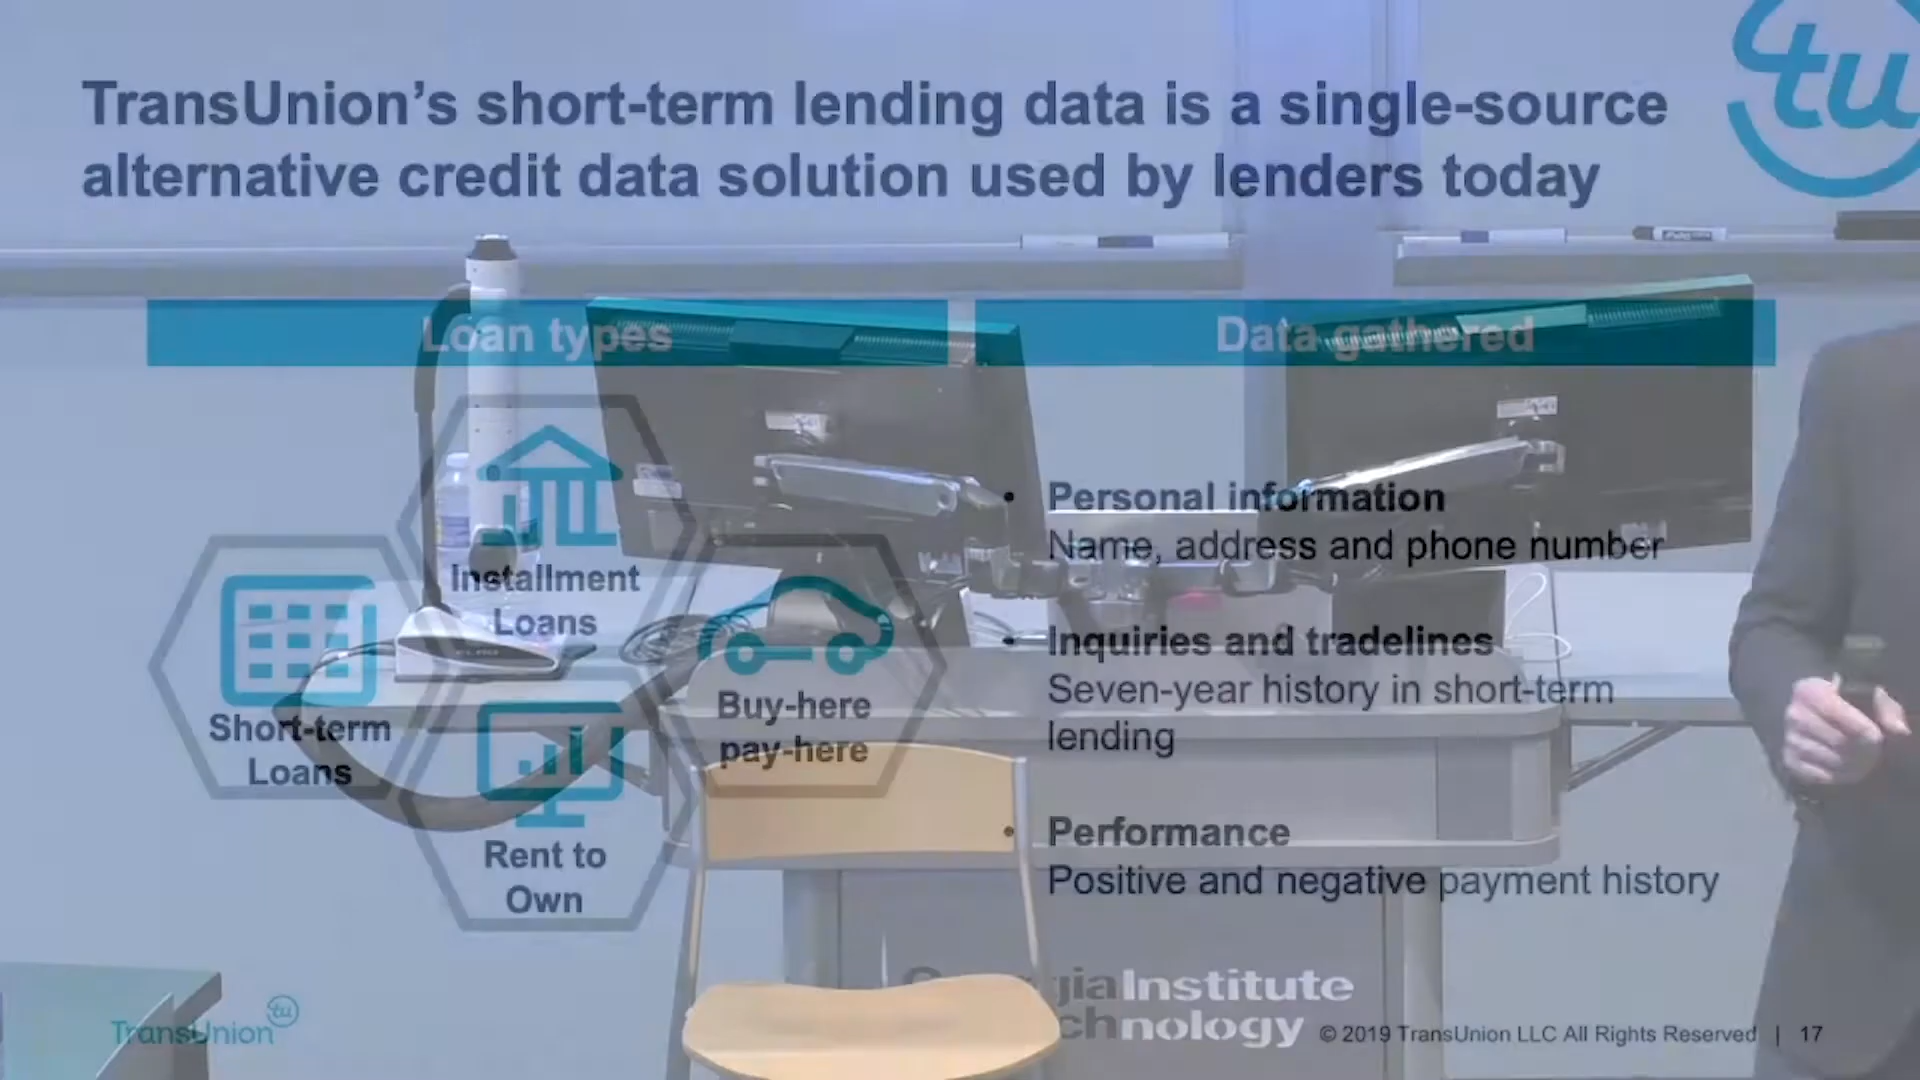 TransUnion’s short-term lending data is a single-source
alternative credit data solution used by lenders today
tu
Loan types
Data gathered
Installment
Loans
Short-term
Loans
Buy-here
pay-here
Rent to
Own
• Personal information
Name, address and phone number
• Inquiries and tradelines
Seven-year history in short-term
lending
• Performance
Positive and negative payment history
Institute
nology
TransUnion
tu
© 2019 TransUnion LLC All Rights Reserved | 17